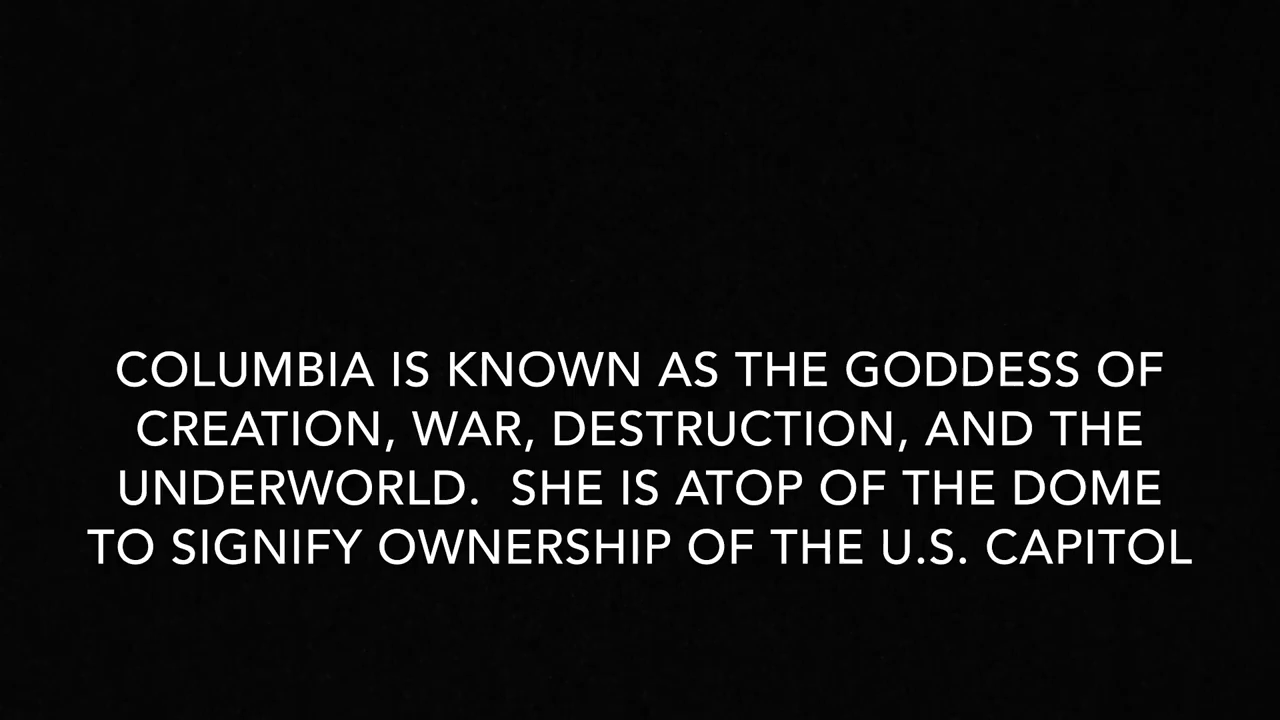 COLUMBIA IS KNOWN AS THE GODDESS OF
CREATION, WAR, DESTRUCTION, AND THE
UNDERWORLD.  SHE IS ATOP OF THE DOME
TO SIGNIFY OWNERSHIP OF THE U.S. CAPITOL